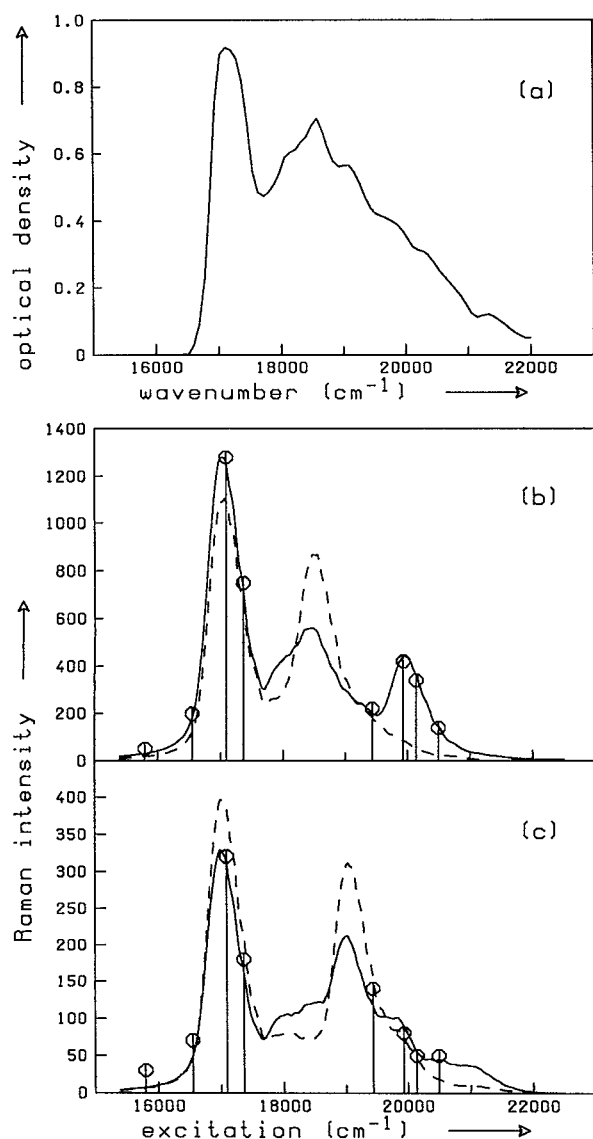 1.0
0.8
0.6
0.4
0.2
0
optical density
(a)
16000 18000 20000 22000
wavenumber (cm-1)
1400
1200
1000
800
600
400
200
0
(b)
400
350
300
250
200
150
100
50
0
Raman intensity
(c)
16000 18000 20000 22000
excitation (cm-1)